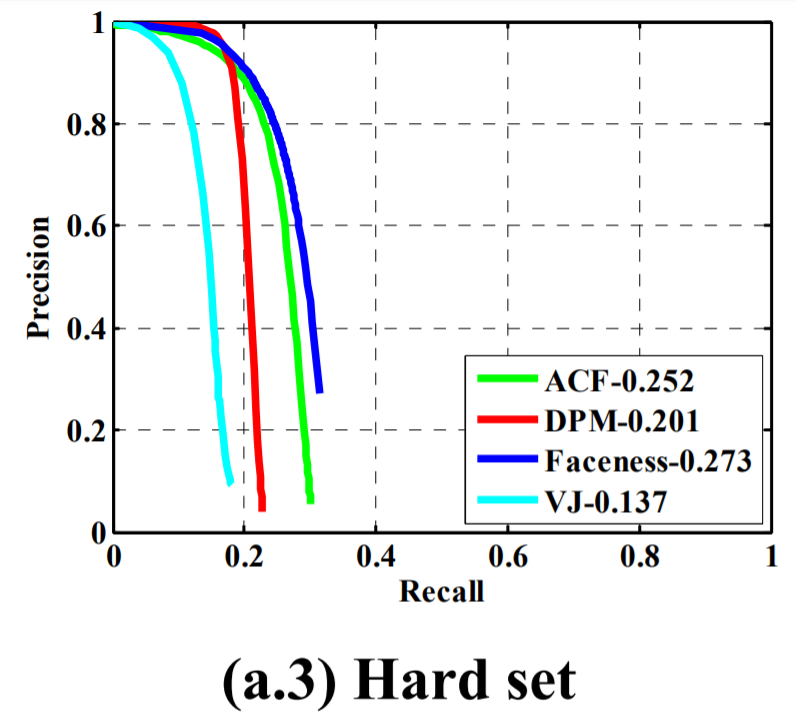 1
0.8
0.6
0.4
0.2
0
Precision
ACF-0.252
DPM-0.201
Faceness-0.273
VJ-0.137
0 0.2 0.4 0.6 0.8 1
Recall
(a.3) Hard set